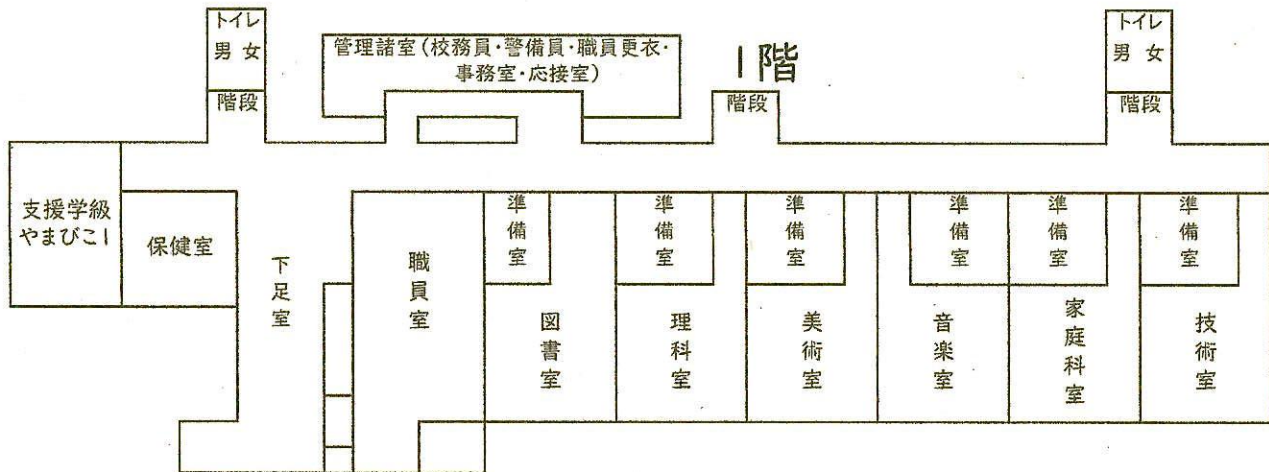 トイレ
男 女
階段
管理諸室(校務員・警備員・職員更衣・
事務室・応接室)
1階
階段
トイレ
男 女
階段
支援学級
やまびこ1
保健室
下足室
職員室
準備室
図書室
準備室
理科室
準備室
美術室
準備室
音楽室
準備室
家庭科室
準備室
技術室